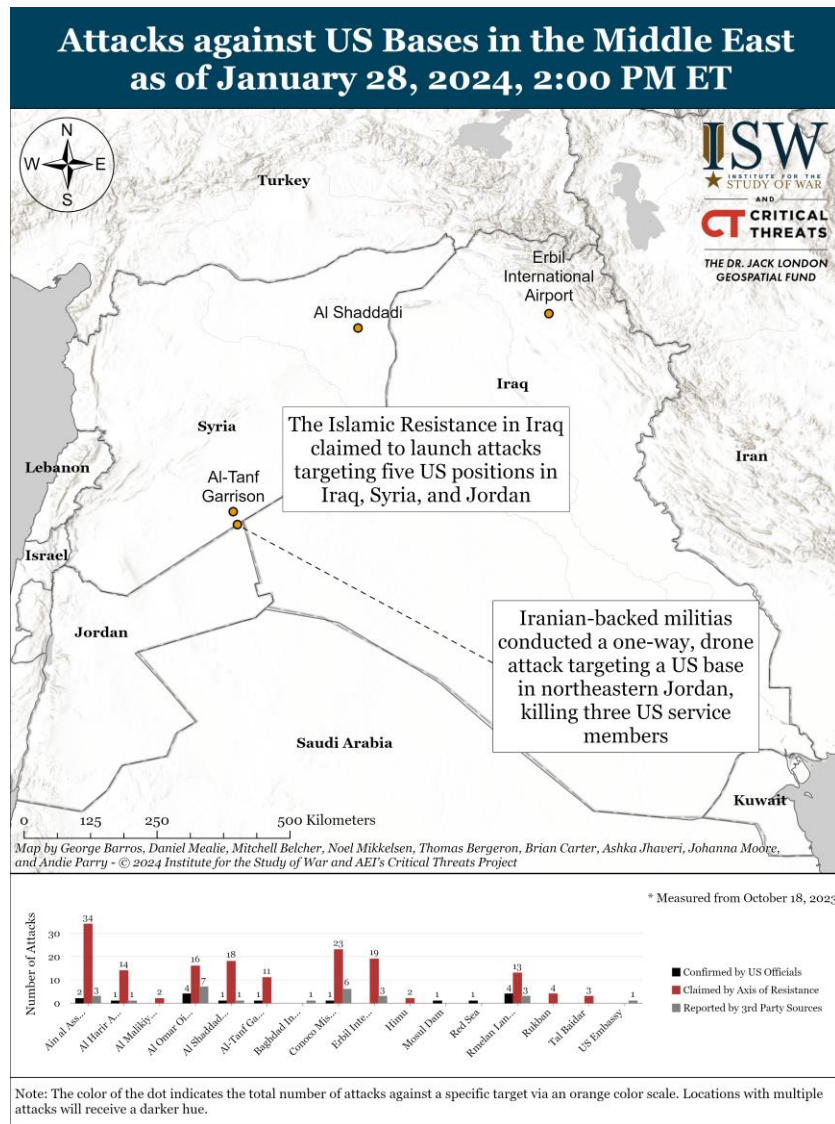 Attacks against US Bases in the Middle East
as of January 28, 2024, 2:00 PM ET
N
W
E
S
ISW
INSTITUTE FOR THE
STUDY OF WAR
AND
CT CRITICAL
THREATS
THE DR. JACK LONDON
GEOSPATIAL FUND
Turkey
Erbil
International
Airport
Al Shaddadi
Iraq
Syria
The Islamic Resistance in Iraq
claimed to launch attacks
targeting five US positions in
Iraq, Syria, and Jordan
Iran
Lebanon
Al-Tanf
Garrison
Israel
Jordan
Iranian-backed militias
conducted a one-way, drone
attack targeting a US base
in northeastern Jordan,
killing three US service
members
Saudi Arabia
Kuwait
0 125 250 500 Kilometers
Map by George Barros, Daniel Mealie, Mitchell Belcher, Noel Mikkelsen, Thomas Bergeron, Brian Carter, Ashka Jhaveri, Johanna Moore,
and Andie Parry - © 2024 Institute for the Study of War and AEI's Critical Threats Project
* Measured from October 18, 2023
Number of Attacks
30
20
10
0
2 34 3
1 14 1
2
4 16 7
1 18 1
1 11
1
1 23 6
19 3
2
1
1
4 13 3
4
3
1
Ain al Ass...
Al Harir A...
Al Malikiy...
Al Omar Oi...
Al Shaddad...
Al-Tanf Ga...
Baghdad In...
Conoco Mis...
Erbil Inte...
Himu
Mosul Dam
Red Sea
Rmelan Lan...
Rukban
Tal Baidar
US Embassy
Confirmed by US Officials
Claimed by Axis of Resistance
Reported by 3rd Party Sources
Note: The color of the dot indicates the total number of attacks against a specific target via an orange color scale. Locations with multiple
attacks will receive a darker hue.